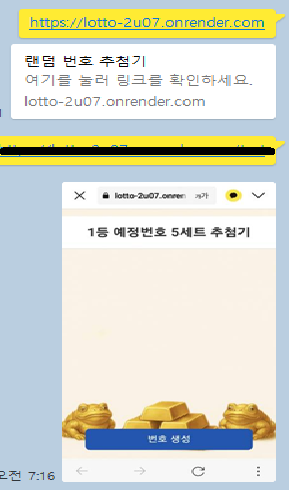 https://lotto-2u07.onrender.com
랜덤 번호 추첨기
여기를 눌러 링크를 확인하세요.
lotto-2u07.onrender.com
lotto-2u07.onren
가가
1등 예정번호 5세트 추첨기
번호 생성
오전 7:16